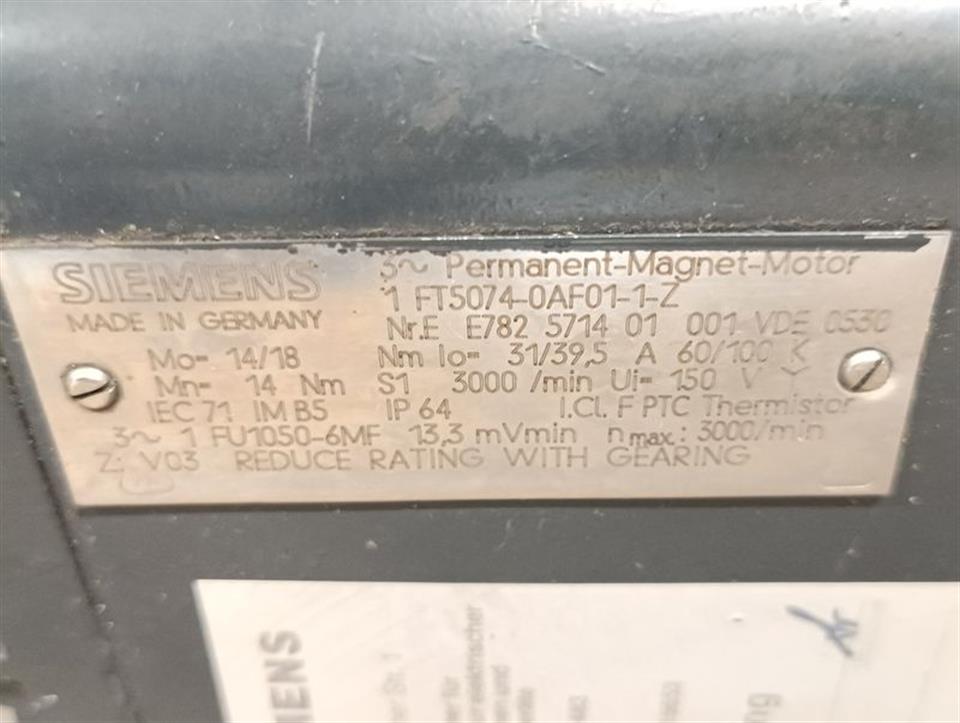 SIEMENS
3~ Permanent-Magnet-Motor
1 FT5074-0AF01-1-Z
MADE IN GERMANY
Nr.E E782 5714 01 001 VDE 0530
Mo= 14/18 Nm Io= 31/39,5 A 60/100 K
Mn= 14 Nm S1 3000 /min Ui= 150 V Y
IEC 71 IM B5 IP 64 I.Cl. F PTC Thermistor
3~ 1 FU1050-6MF 13,3 mVmin nmax.: 3000/min
Z: V03 REDUCE RATING WITH GEARING